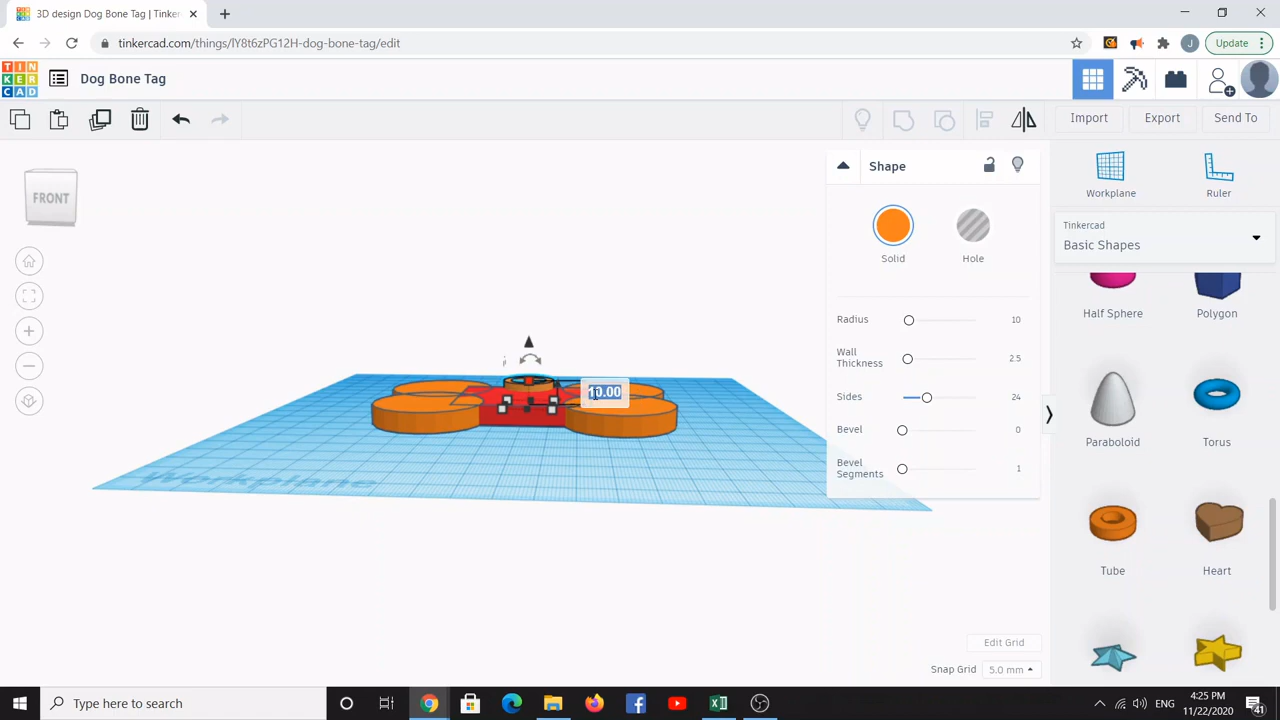 3D design Dog Bone Tag | Tinker
tinkercad.com/things/lY8t6zPG12H-dog-bone-tag/edit
J
Update
TIN
KER
CAD
Dog Bone Tag
Import
Export
Send To
FRONT
Shape
Solid
Hole
Radius
10
Wall
Thickness
2.5
Sides
24
Bevel
0
Bevel
Segments
1
10.00
Workplane
Workplane
Ruler
Tinkercad
Basic Shapes
Half Sphere
Polygon
Paraboloid
Torus
Tube
Heart
Edit Grid
Snap Grid
5.0 mm
Type here to search
ENG
4:25 PM
11/22/2020
41